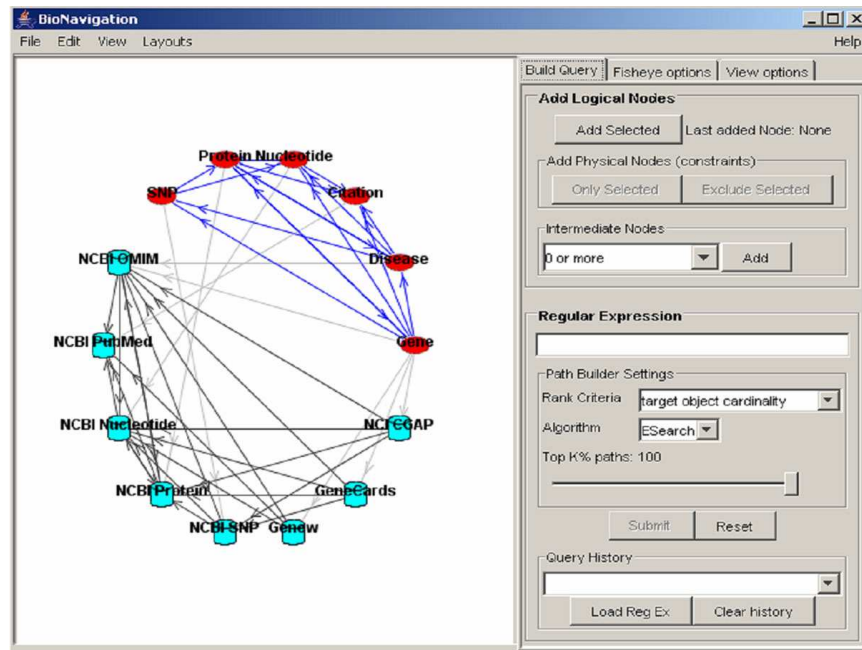 BioNavigation
File Edit View Layouts Help
Build Query Fisheye options View options
Add Logical Nodes
Add Selected Last added Node: None
Add Physical Nodes (constraints)
Only Selected Exclude Selected
Intermediate Nodes
0 or more Add
Regular Expression
Path Builder Settings
Rank Criteria target object cardinality
Algorithm ESearch
Top K% paths: 100
Submit Reset
Query History
Load Reg Ex Clear history
Protein Nucleotide
SNP Citation
NCBI OMIM Disease
NCBI PubMed Gene
NCBI Nucleotide NCI CGAP
NCBI Protein GeneCards
NCBI SNP Genew